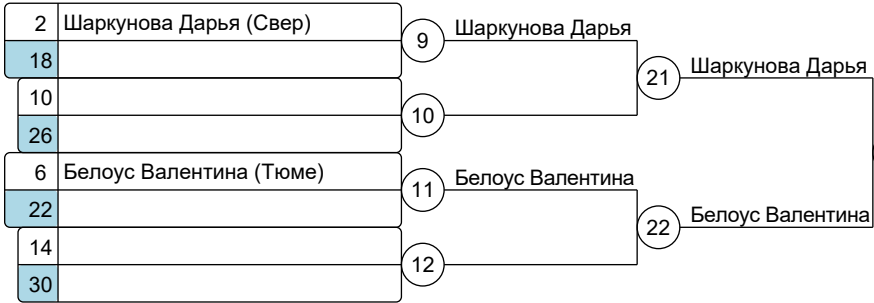 2 Шаркунова Дарья (Свер)
18
9 Шаркунова Дарья
21 Шаркунова Дарья
10
26
10
6 Белоус Валентина (Тюме)
22
11 Белоус Валентина
22 Белоус Валентина
14
30
12